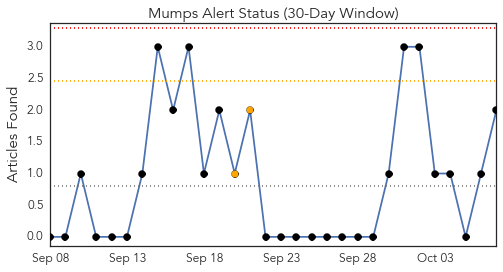 Mumps Alert Status (30-Day Window)
Articles Found
3.0
2.5
2.0
1.5
1.0
0.5
0.0
Sep 08 Sep 13 Sep 18 Sep 23 Sep 28 Oct 03